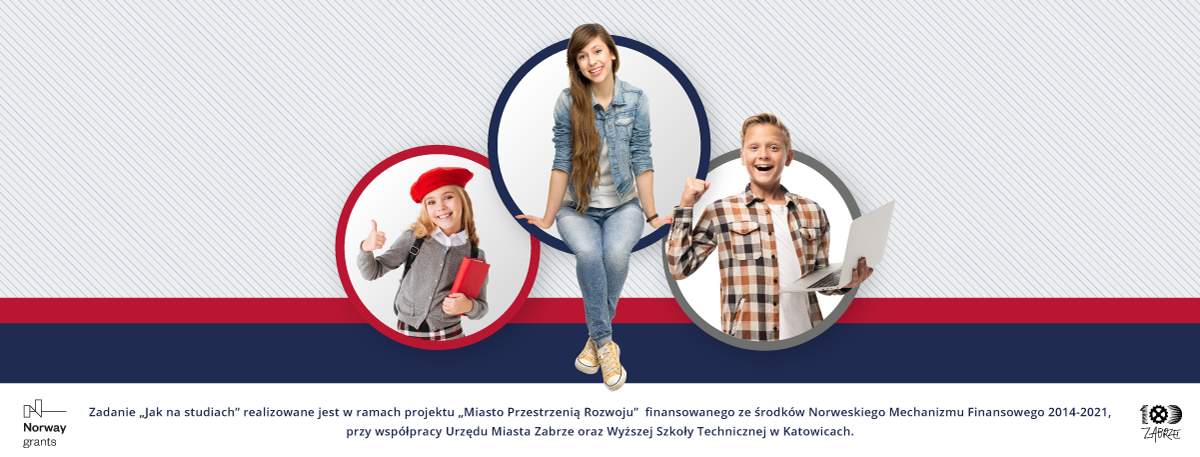 Norway
grants
Zadanie „Jak na studiach” realizowane jest w ramach projektu „Miasto Przestrzenią Rozwoju” finansowanego ze środków Norweskiego Mechanizmu Finansowego 2014-2021,
przy współpracy Urzędu Miasta Zabrze oraz Wyższej Szkoły Technicznej w Katowicach.
100
ZABRZE